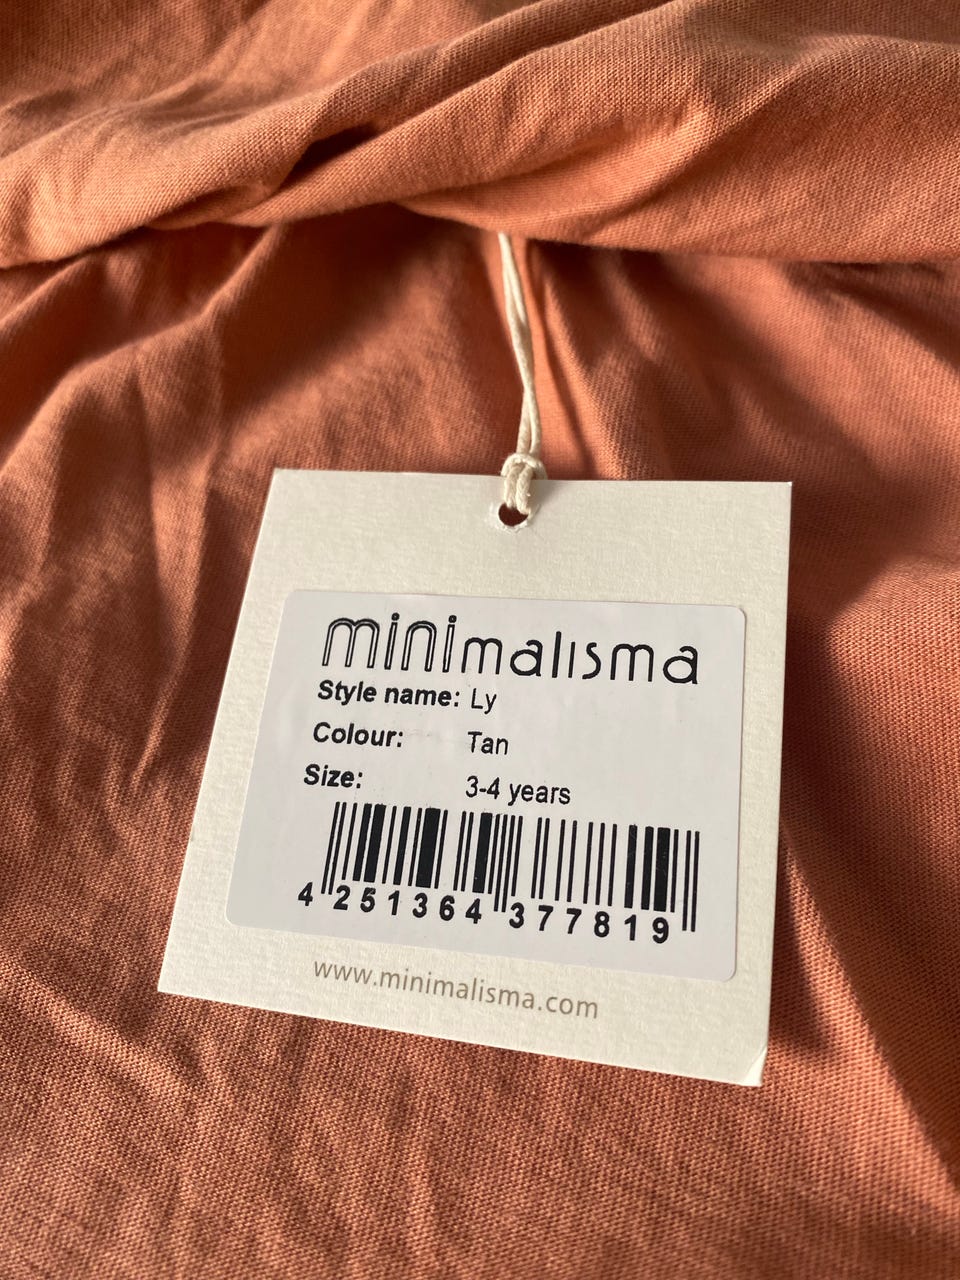 minimalisma
Style name: Ly
Colour: Tan
Size: 3-4 years
4 251364 377819
www.minimalisma.com